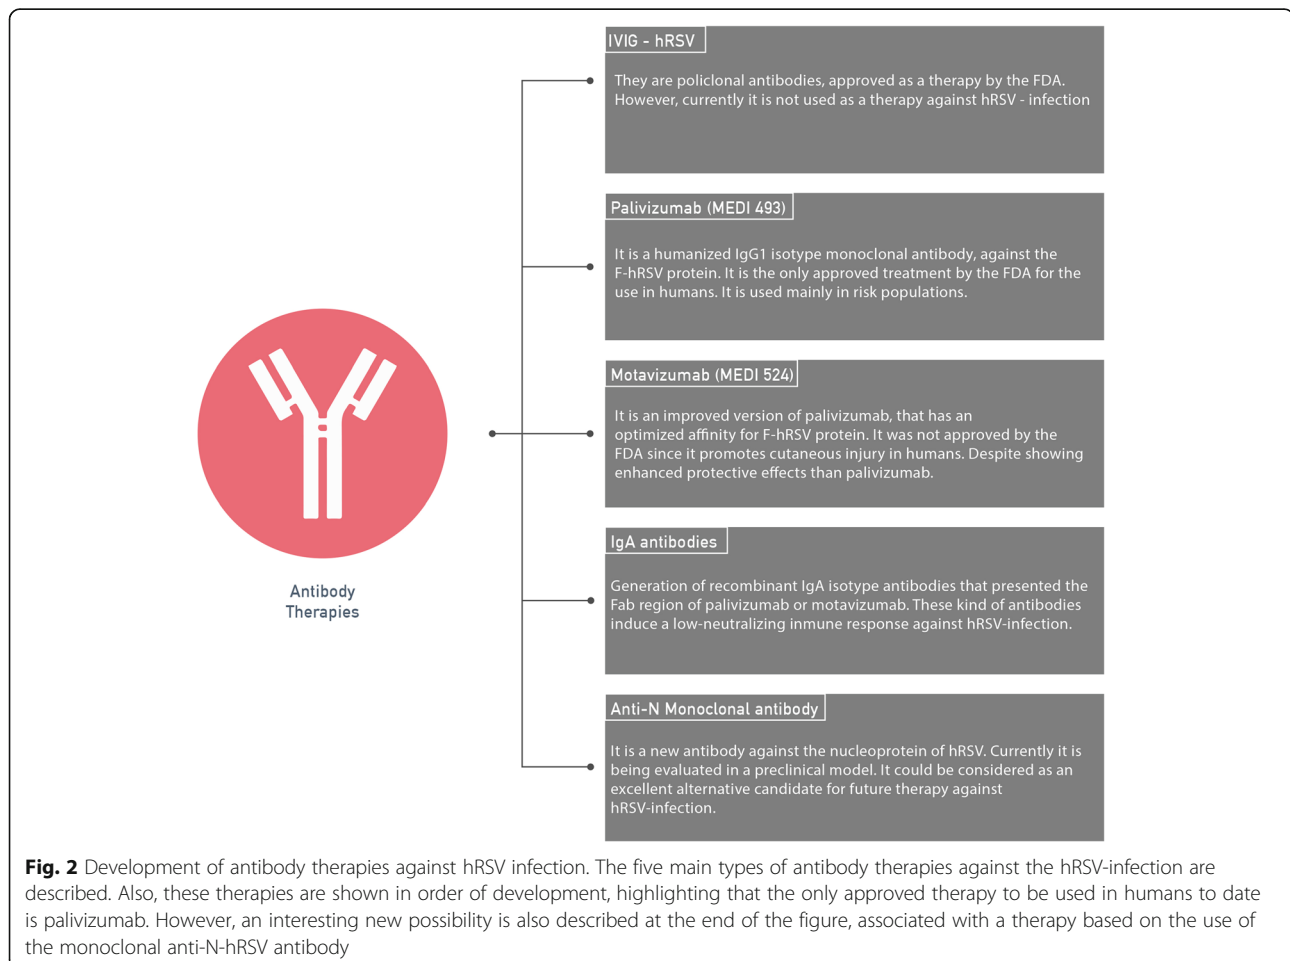 IVIG - hRSV
They are policlonal antibodies, approved as a therapy by the FDA.
However, currently it is not used as a therapy against hRSV - infection
Palivizumab (MEDI 493)
It is a humanized IgG1 isotype monoclonal antibody, against the
F-hRSV protein. It is the only approved treatment by the FDA for the
use in humans. It is used mainly in risk populations.
Motavizumab (MEDI 524)
It is an improved version of palivizumab, that has an
optimized affinity for F-hRSV protein. It was not approved by the
FDA since it promotes cutaneous injury in humans. Despite showing
enhanced protective effects than palivizumab.
IgA antibodies
Generation of recombinant IgA isotype antibodies that presented the
Fab region of palivizumab or motavizumab. These kind of antibodies
induce a low-neutralizing inmune response against hRSV-infection.
Anti-N Monoclonal antibody
It is a new antibody against the nucleoprotein of hRSV. Currently it is
being evaluated in a preclinical model. It could be considered as an
excellent alternative candidate for future therapy against
hRSV-infection.
Antibody
Therapies
Fig. 2 Development of antibody therapies against hRSV infection. The five main types of antibody therapies against the hRSV-infection are
described. Also, these therapies are shown in order of development, highlighting that the only approved therapy to be used in humans to date
is palivizumab. However, an interesting new possibility is also described at the end of the figure, associated with a therapy based on the use of
the monoclonal anti-N-hRSV antibody